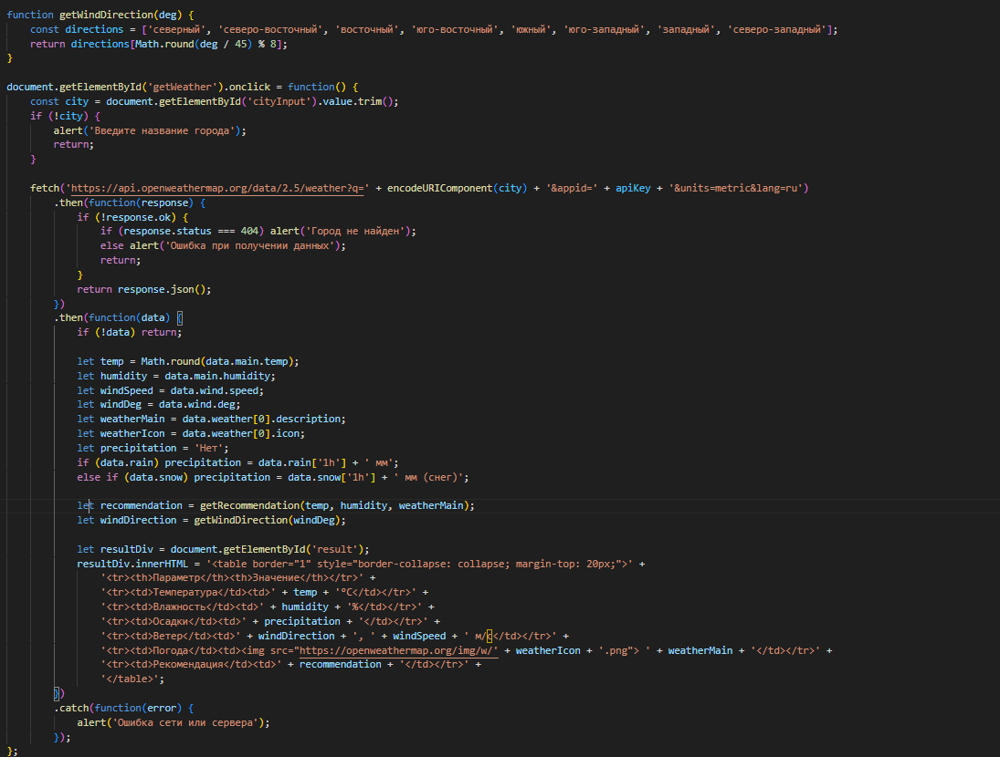 function getWindDirection(deg) {
    const directions = ['северный', 'северо-восточный', 'восточный', 'юго-восточный', 'южный', 'юго-западный', 'западный', 'северо-западный'];
    return directions[Math.round(deg / 45) % 8];
}

document.getElementById('getWeather').onclick = function() {
    const city = document.getElementById('cityInput').value.trim();
    if (!city) {
        alert('Введите название города');
        return;
    }

    fetch('https://api.openweathermap.org/data/2.5/weather?q=' + encodeURIComponent(city) + '&appid=' + apiKey + '&units=metric&lang=ru')
        .then(function(response) {
            if (!response.ok) {
                if (response.status === 404) alert('Город не найден');
                else alert('Ошибка при получении данных');
                return;
            }
            return response.json();
        })
        .then(function(data) {
            if (!data) return;

            let temp = Math.round(data.main.temp);
            let humidity = data.main.humidity;
            let windSpeed = data.wind.speed;
            let windDeg = data.wind.deg;
            let weatherMain = data.weather[0].description;
            let weatherIcon = data.weather[0].icon;
            let precipitation = 'Нет';
            if (data.rain) precipitation = data.rain['1h'] + ' мм';
            else if (data.snow) precipitation = data.snow['1h'] + ' мм (снег)';

            let recommendation = getRecommendation(temp, humidity, weatherMain);
            let windDirection = getWindDirection(windDeg);

            let resultDiv = document.getElementById('result');
            resultDiv.innerHTML = '<table border="1" style="border-collapse: collapse; margin-top: 20px;">' +
                '<tr><th>Параметр</th><th>Значение</th></tr>' +
                '<tr><td>Температура</td><td>' + temp + '°C</td></tr>' +
                '<tr><td>Влажность</td><td>' + humidity + '%</td></tr>' +
                '<tr><td>Осадки</td><td>' + precipitation + '</td></tr>' +
                '<tr><td>Ветер</td><td>' + windDirection + ', ' + windSpeed + ' м/с</td></tr>' +
                '<tr><td>Погода</td><td><img src="https://openweathermap.org/img/w/' + weatherIcon + '.png"> ' + weatherMain + '</td></tr>' +
                '<tr><td>Рекомендация</td><td>' + recommendation + '</td></tr>' +
                '</table>';
        })
        .catch(function(error) {
            alert('Ошибка сети или сервера');
        });
};